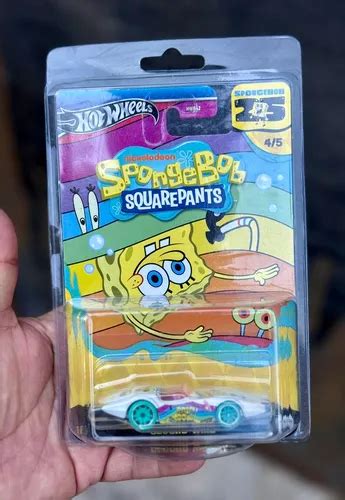 HOT WHEELS
SPONGEBOB
25
4/5
nickelodeon
SPONGEBOB
SQUAREPANTS